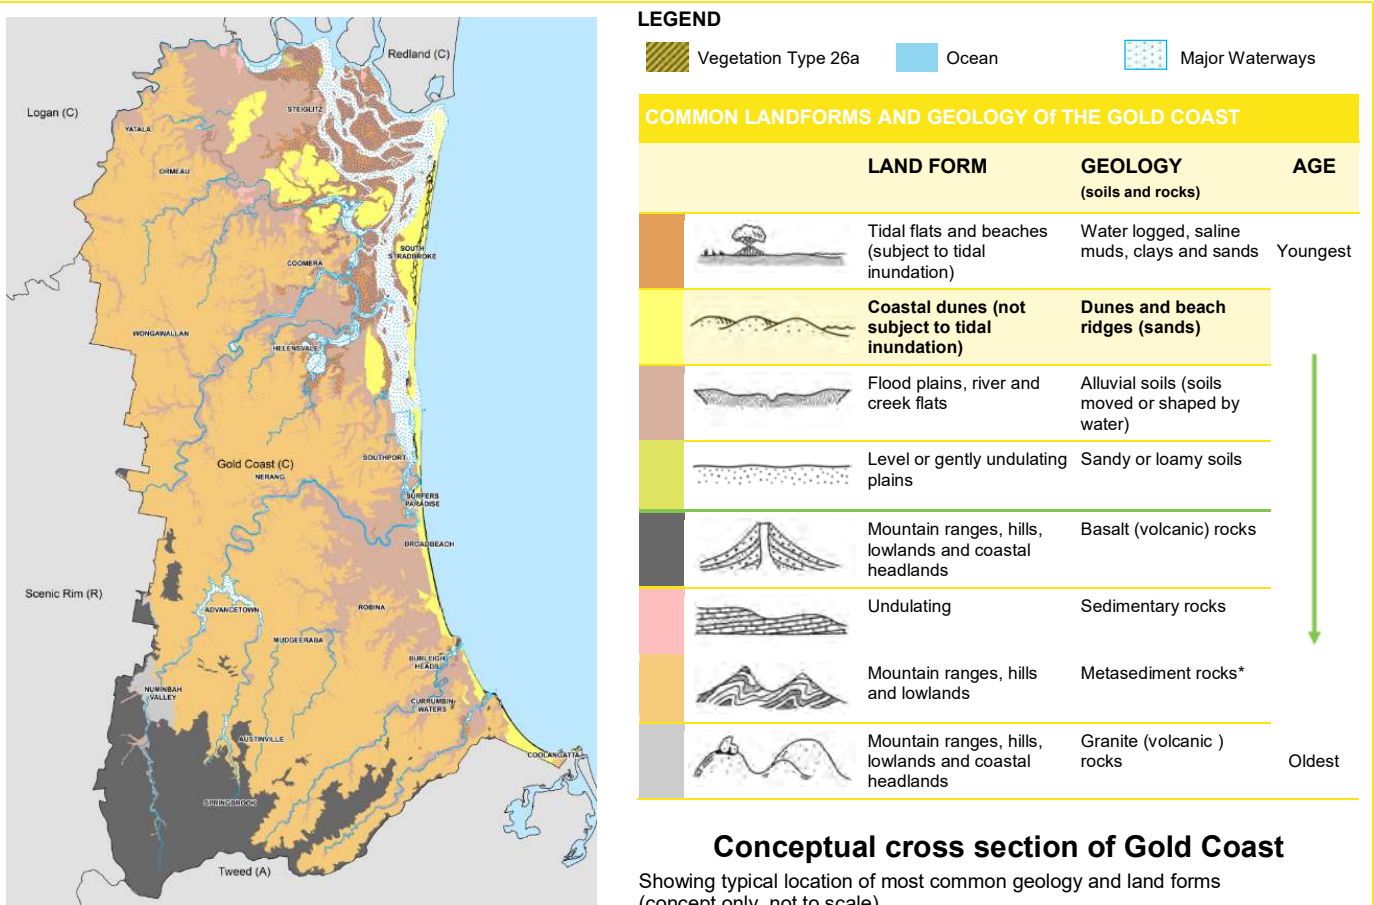 LEGEND
Vegetation Type 26a
Ocean
Major Waterways
COMMON LANDFORMS AND GEOLOGY Of THE GOLD COAST
LAND FORM
GEOLOGY
(soils and rocks)
AGE
Tidal flats and beaches
(subject to tidal
inundation)
Water logged, saline
muds, clays and sands
Youngest
Coastal dunes (not
subject to tidal
inundation)
Dunes and beach
ridges (sands)
Flood plains, river and
creek flats
Alluvial soils (soils
moved or shaped by
water)
Level or gently undulating
plains
Sandy or loamy soils
Mountain ranges, hills,
lowlands and coastal
headlands
Basalt (volcanic) rocks
Undulating
Sedimentary rocks
Mountain ranges, hills
and lowlands
Metasediment rocks*
Mountain ranges, hills,
lowlands and coastal
headlands
Granite (volcanic )
rocks
Oldest
Conceptual cross section of Gold Coast
Showing typical location of most common geology and land forms
(concept only, not to scale)
Redland (C)
Logan (C)
STEIGLITZ
YATALA
ORMEAU
SOUTH
STRADBROKE
COOMERA
WONGAWALLAN
HELENSVALE
SOUTHPORT
Gold Coast (C)
NERANG
SURFERS
PARADISE
BROADBEACH
Scenic Rim (R)
ADVANCETOWN
ROBINA
MUDGEERABA
BURLEIGH
HEADS
NUMINBAH
VALLEY
CURRUMBIN
WATERS
AUSTINVILLE
COOLANGATTA
SPRINGBROOK
Tweed (A)